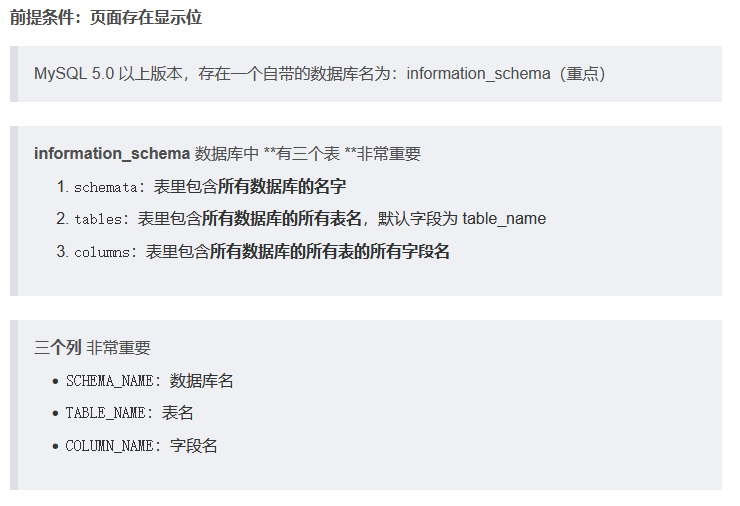 前提条件：页面存在显示位
MySQL 5.0 以上版本，存在一个自带的数据库名为：information_schema（重点）
information_schema 数据库中 **有三个表 **非常重要
1. schemata：表里包含所有数据库的名字
2. tables：表里包含所有数据库的所有表名，默认字段为 table_name
3. columns：表里包含所有数据库的所有表的所有字段名
三个列 非常重要
• SCHEMA_NAME：数据库名
• TABLE_NAME：表名
• COLUMN_NAME：字段名